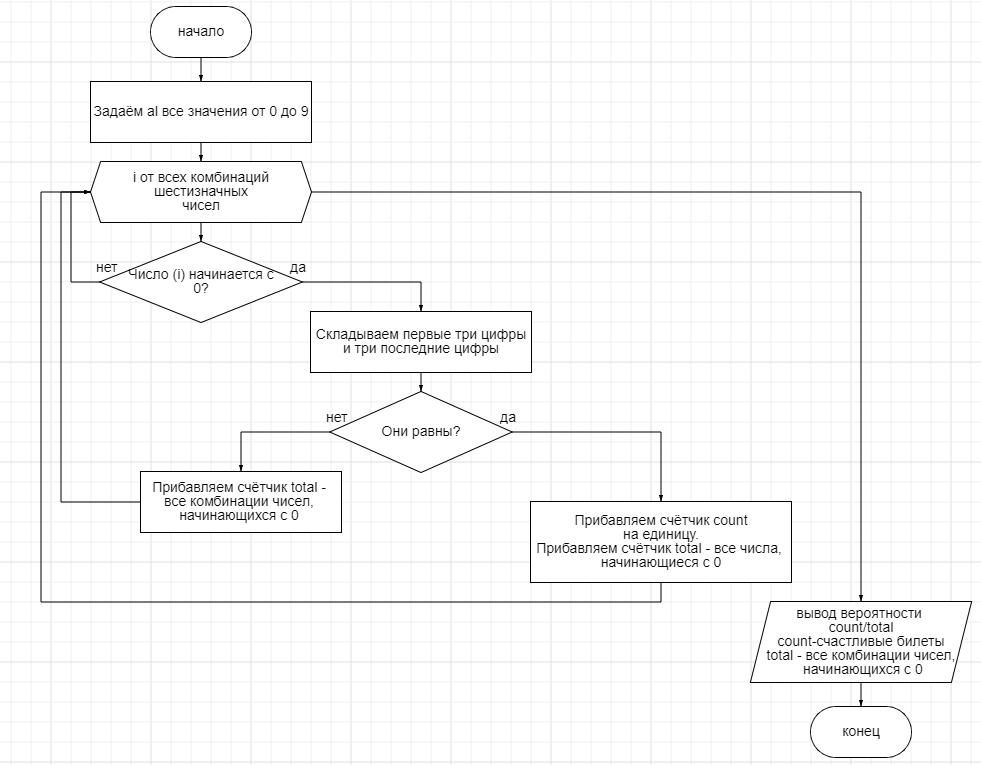 начало
Задаём al все значения от 0 до 9
i от всех комбинаций
шестизначных
чисел
нет
Число (i) начинается с
0?
да
Складываем первые три цифры
и три последние цифры
нет
Они равны?
да
Прибавляем счётчик total -
все комбинации чисел,
начинающихся с 0
Прибавляем счётчик count
на единицу.
Прибавляем счётчик total - все числа,
начинающиеся с 0
вывод вероятности
count/total
count-счастливые билеты
total - все комбинации чисел,
начинающихся с 0
конец